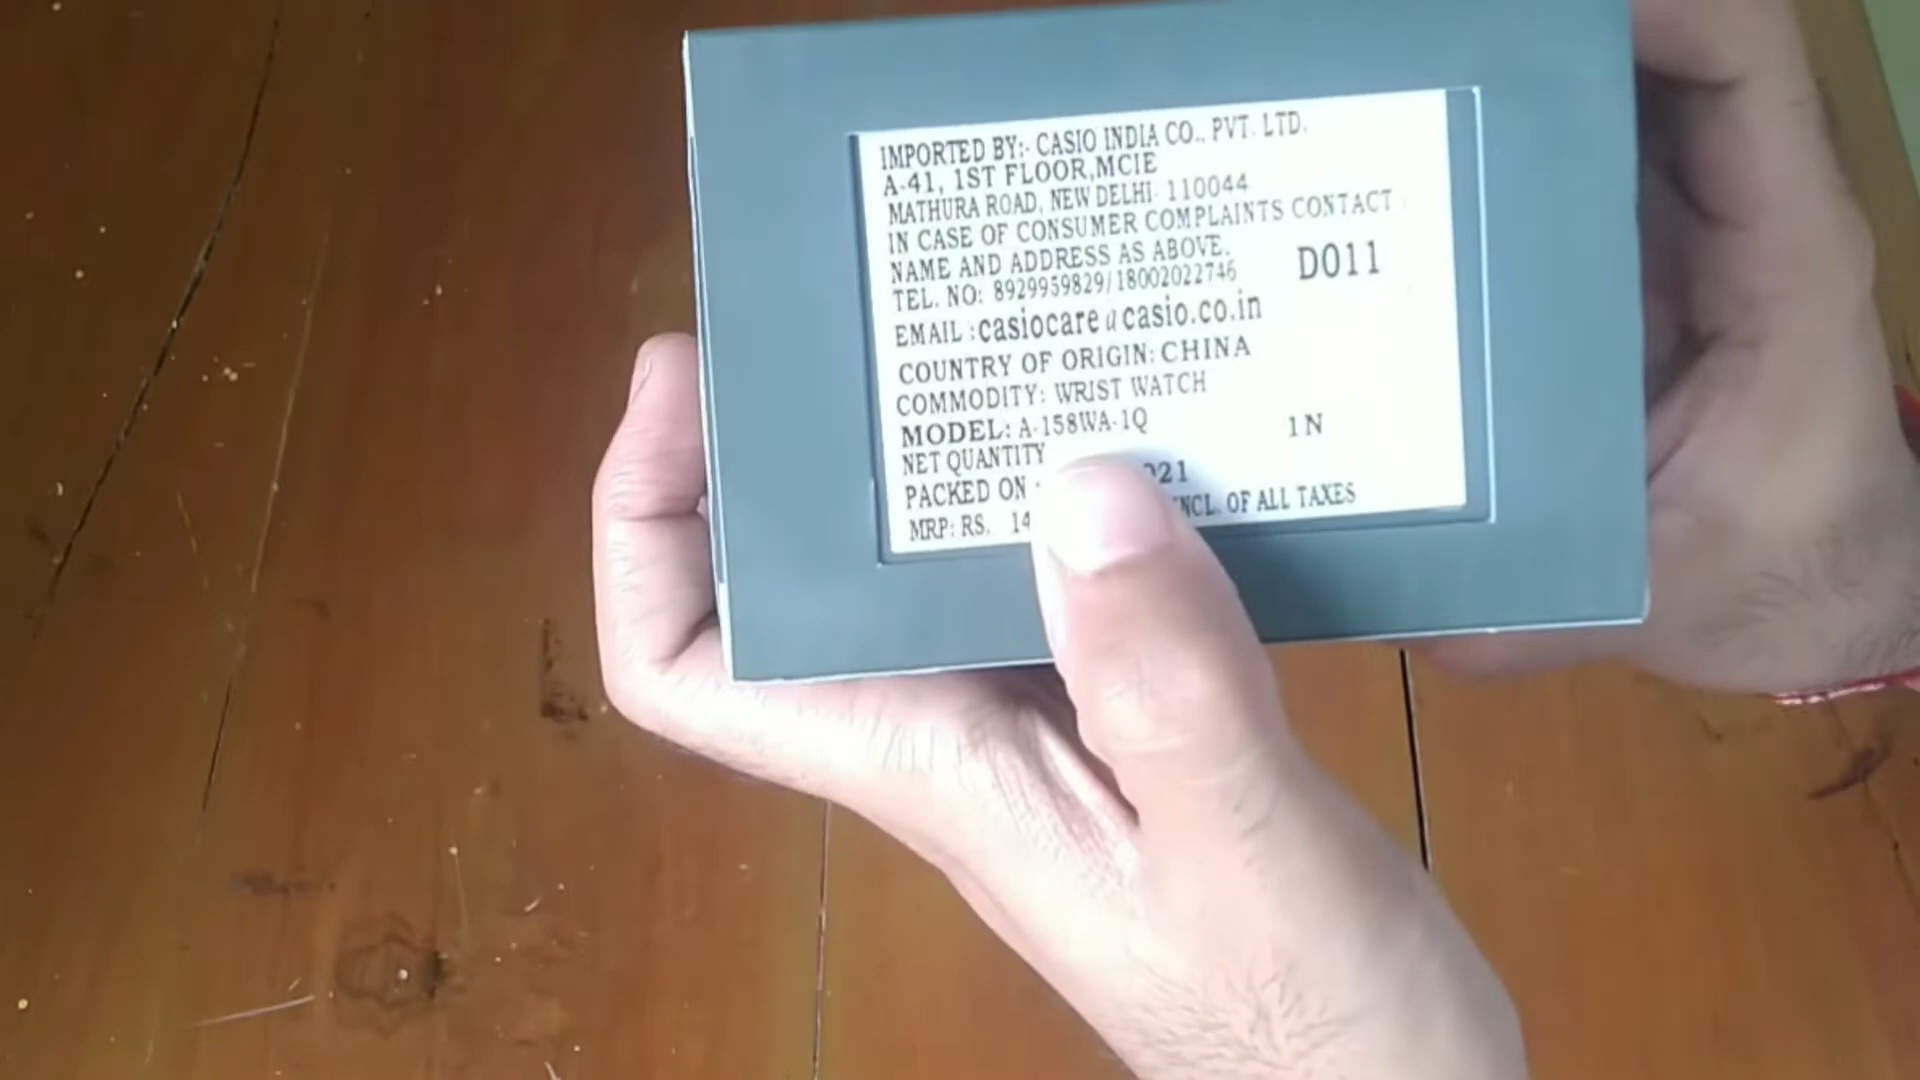 IMPORTED BY:- CASIO INDIA CO., PVT. LTD.
A-41, 1ST FLOOR,MCIE
MATHURA ROAD, NEW DELHI- 110044
IN CASE OF CONSUMER COMPLAINTS CONTACT :
NAME AND ADDRESS AS ABOVE.
TEL. NO: 8929959829/18002022746
D011
EMAIL :casiocare@casio.co.in
COUNTRY OF ORIGIN: CHINA
COMMODITY: WRIST WATCH
MODEL: A-158WA-1Q
NET QUANTITY 1N
PACKED ON
MRP: RS. OF ALL TAXES